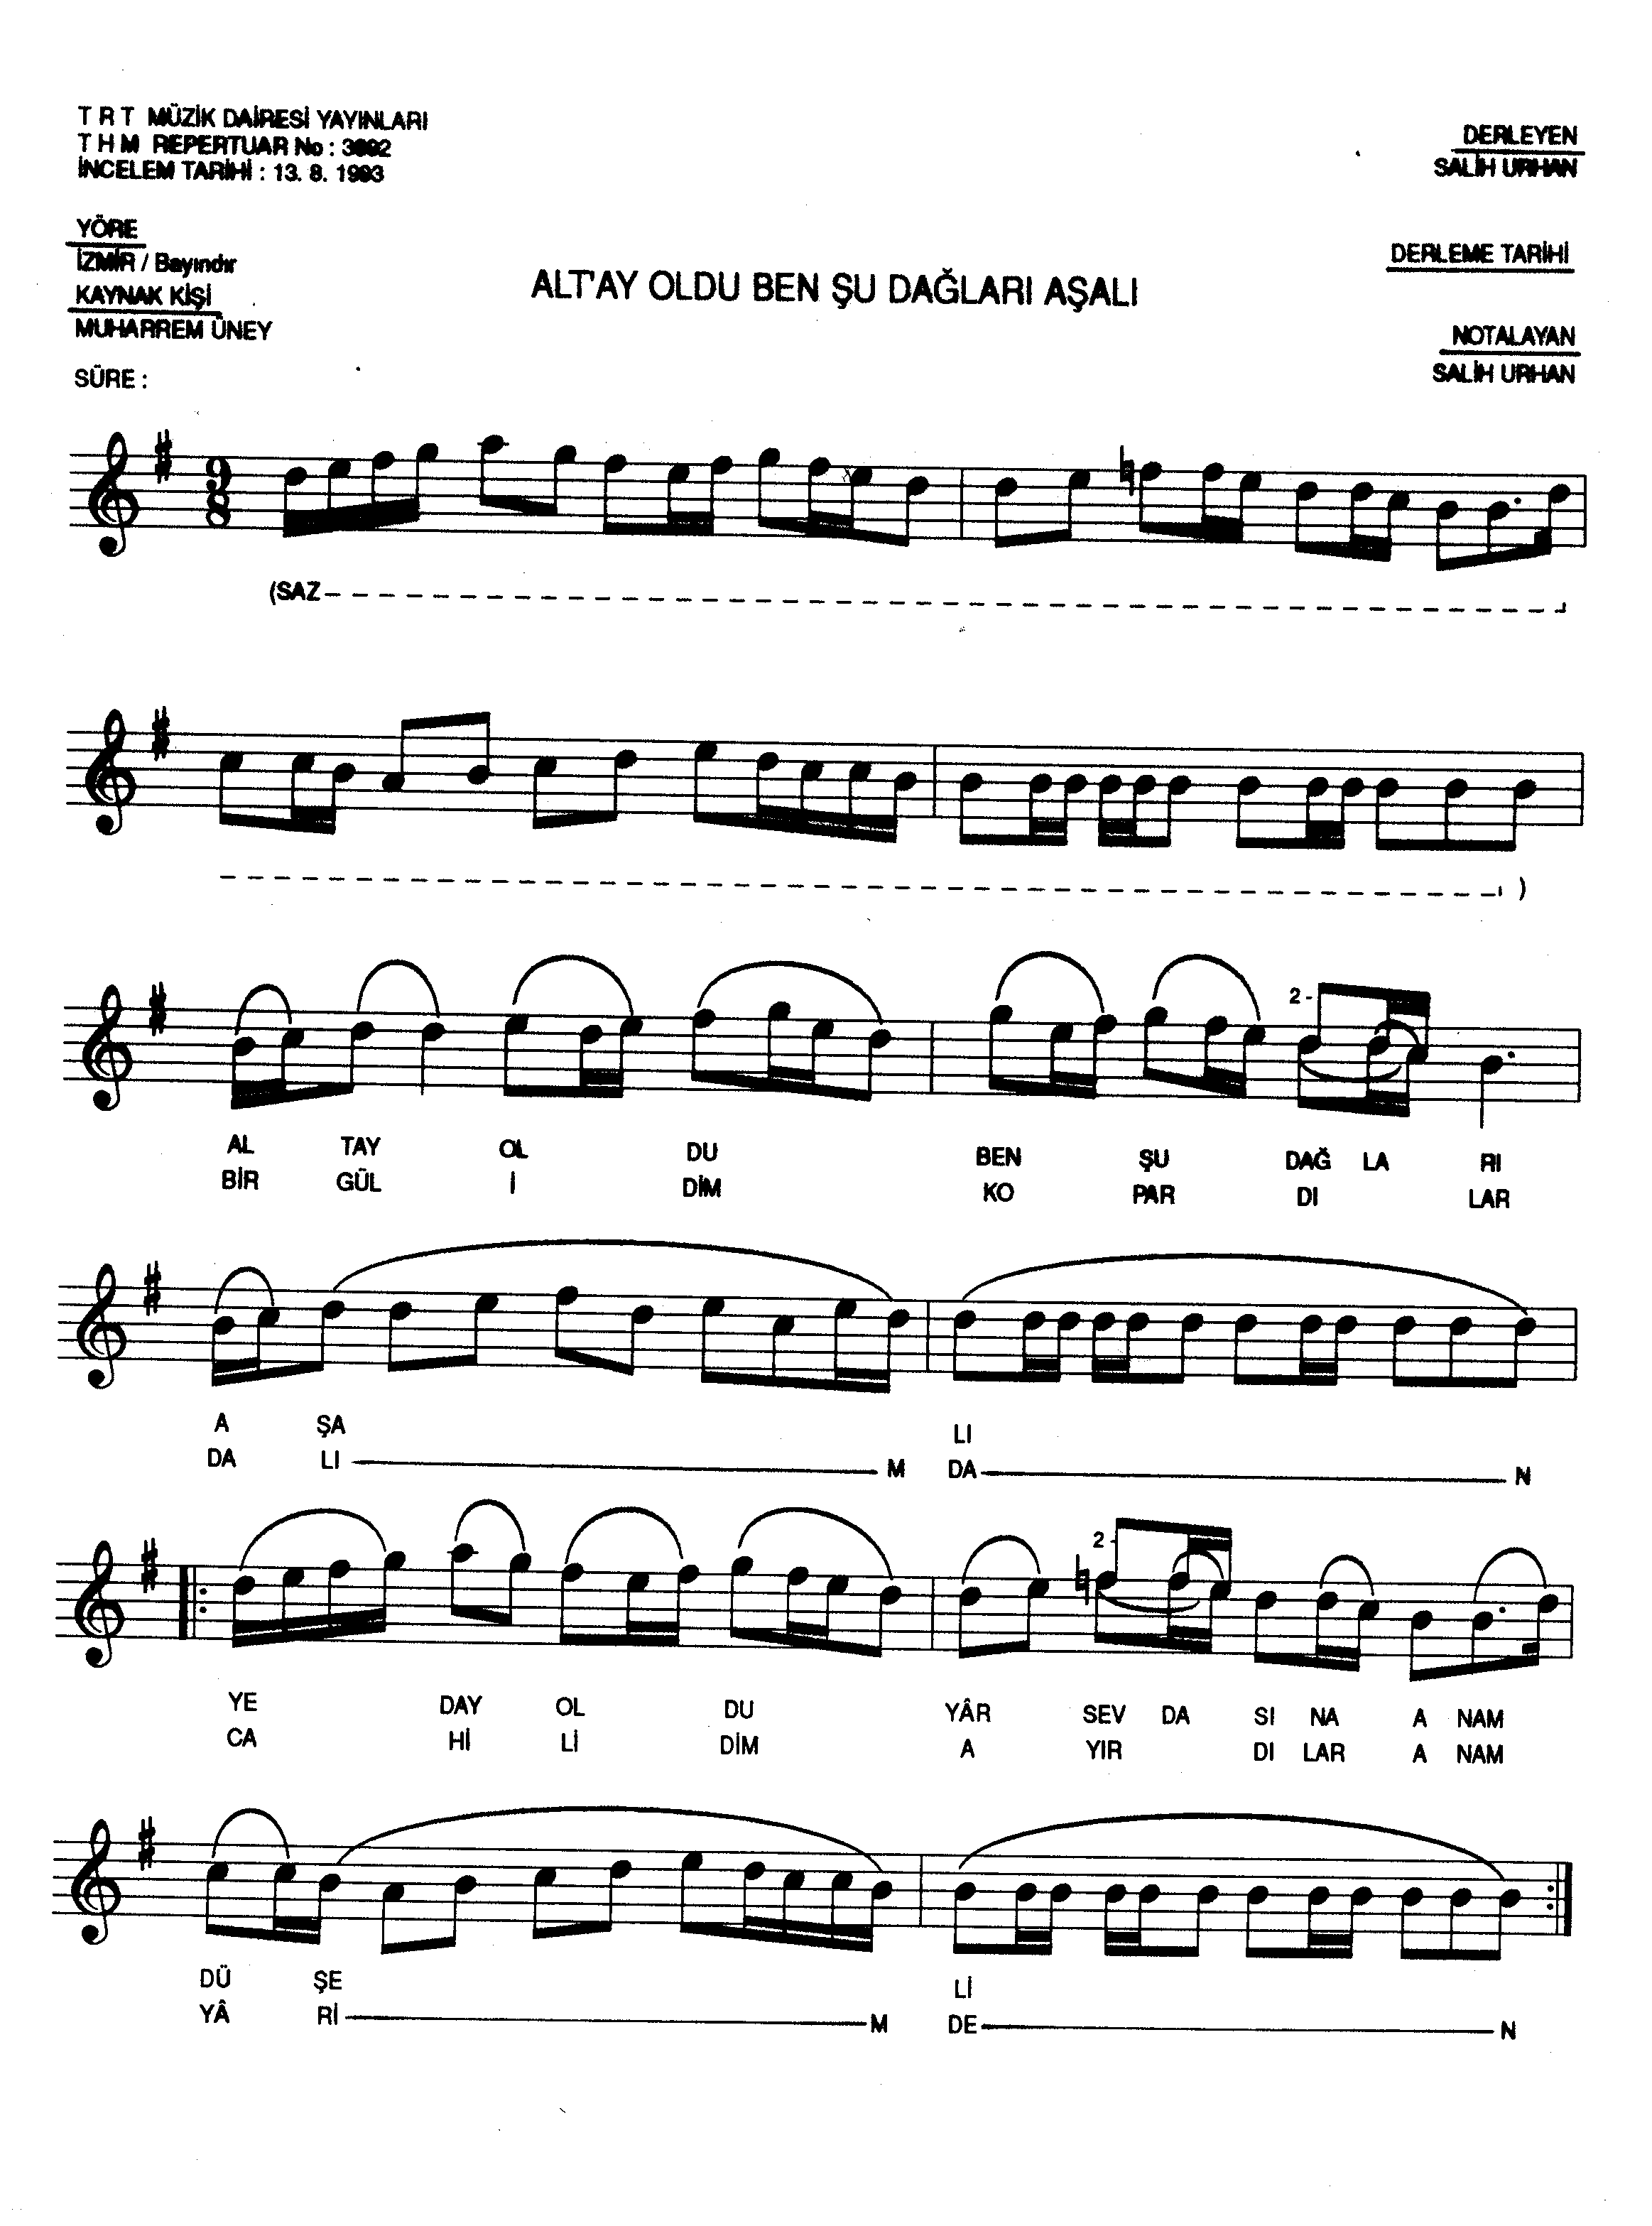 T R T MÜZİK DAİRESİ YAYINLARI
T H M REPERTUAR No : 3892
İNCELEM TARİHİ : 13. 8. 1993
DERLEYEN
SALİH URHAN
YÖRE
İZMİR / Bayındır
KAYNAK KİŞİ
MUHARREM ÜNEY
SÜRE :
DERLEME TARİHİ
ALT'AY OLDU BEN ŞU DAĞLARI AŞALI
NOTALAYAN
SALİH URHAN
9
8
(SAZ
)
2
AL TAY OL DU BEN ŞU DAĞ LA RI
BİR GÜL İ DİM KO PAR DI LAR
A ŞA LI
DA LI M DA N
2
YE DAY OL DU YÂR SEV DA SI NA A NAM
CA Hİ Lİ DİM A YIR DI LAR A NAM
DÜ ŞE Lİ
YÂ Rİ M DE N